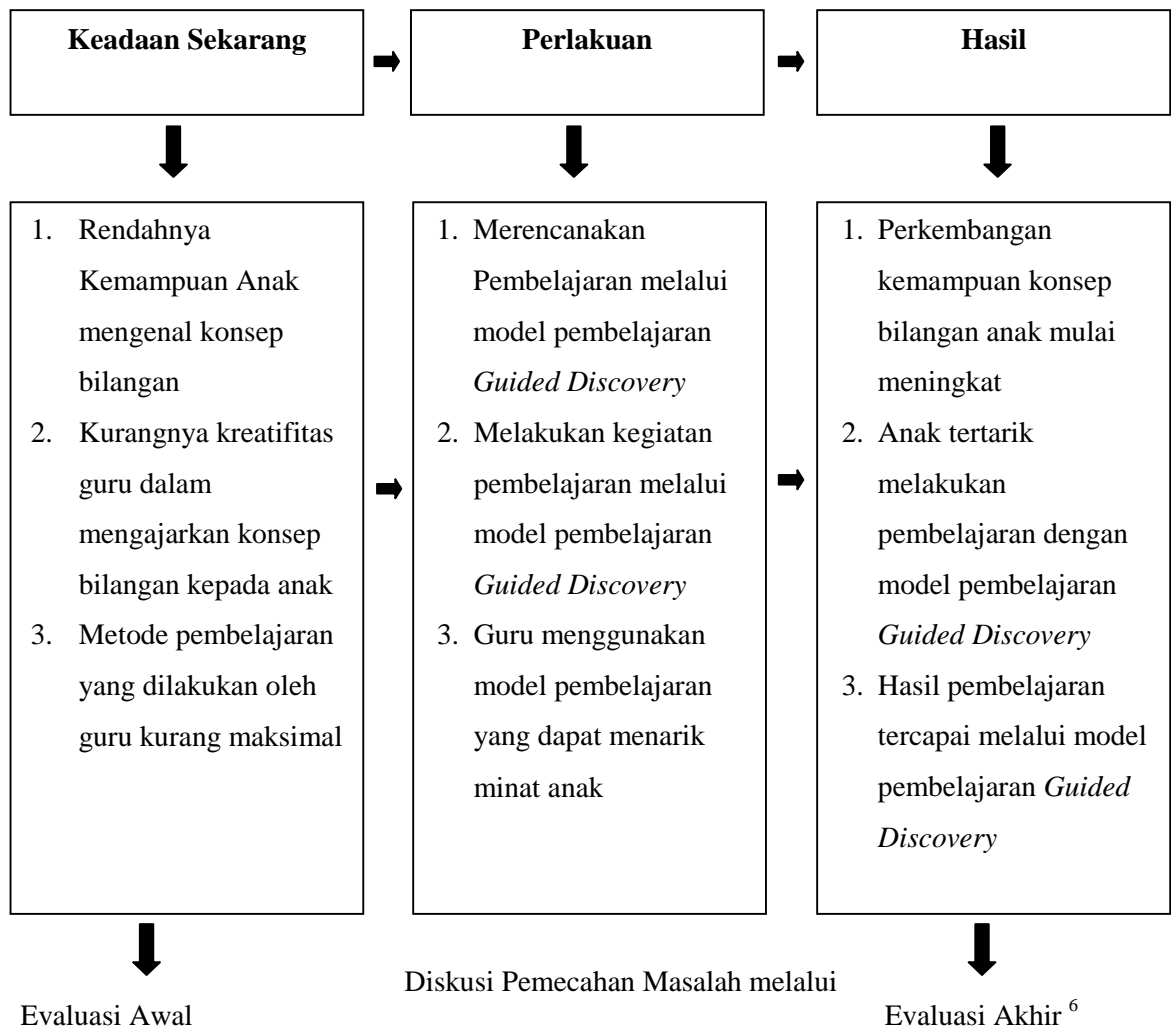 Keadaan Sekarang
Perlakuan
Hasil
1. Rendahnya
Kemampuan Anak
mengenal konsep
bilangan
2. Kurangnya kreatifitas
guru dalam
mengajarkan konsep
bilangan kepada anak
3. Metode pembelajaran
yang dilakukan oleh
guru kurang maksimal
1. Merencanakan
Pembelajaran melalui
model pembelajaran
Guided Discovery
2. Melakukan kegiatan
pembelajaran melalui
model pembelajaran
Guided Discovery
3. Guru menggunakan
model pembelajaran
yang dapat menarik
minat anak
1. Perkembangan
kemampuan konsep
bilangan anak mulai
meningkat
2. Anak tertarik
melakukan
pembelajaran dengan
model pembelajaran
Guided Discovery
3. Hasil pembelajaran
tercapai melalui model
pembelajaran Guided
Discovery
Evaluasi Awal
Diskusi Pemecahan Masalah melalui
Evaluasi Akhir 6